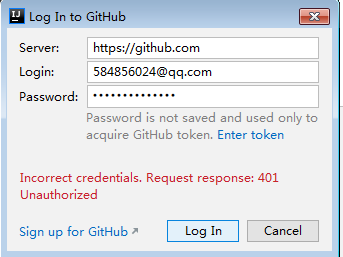 Log In to GitHub
Server: https://github.com
Login: 584856024@qq.com
Password: ••••••••••••••
Password is not saved and used only to
acquire GitHub token. Enter token
Incorrect credentials. Request response: 401
Unauthorized
Sign up for GitHub ↗ Log In Cancel